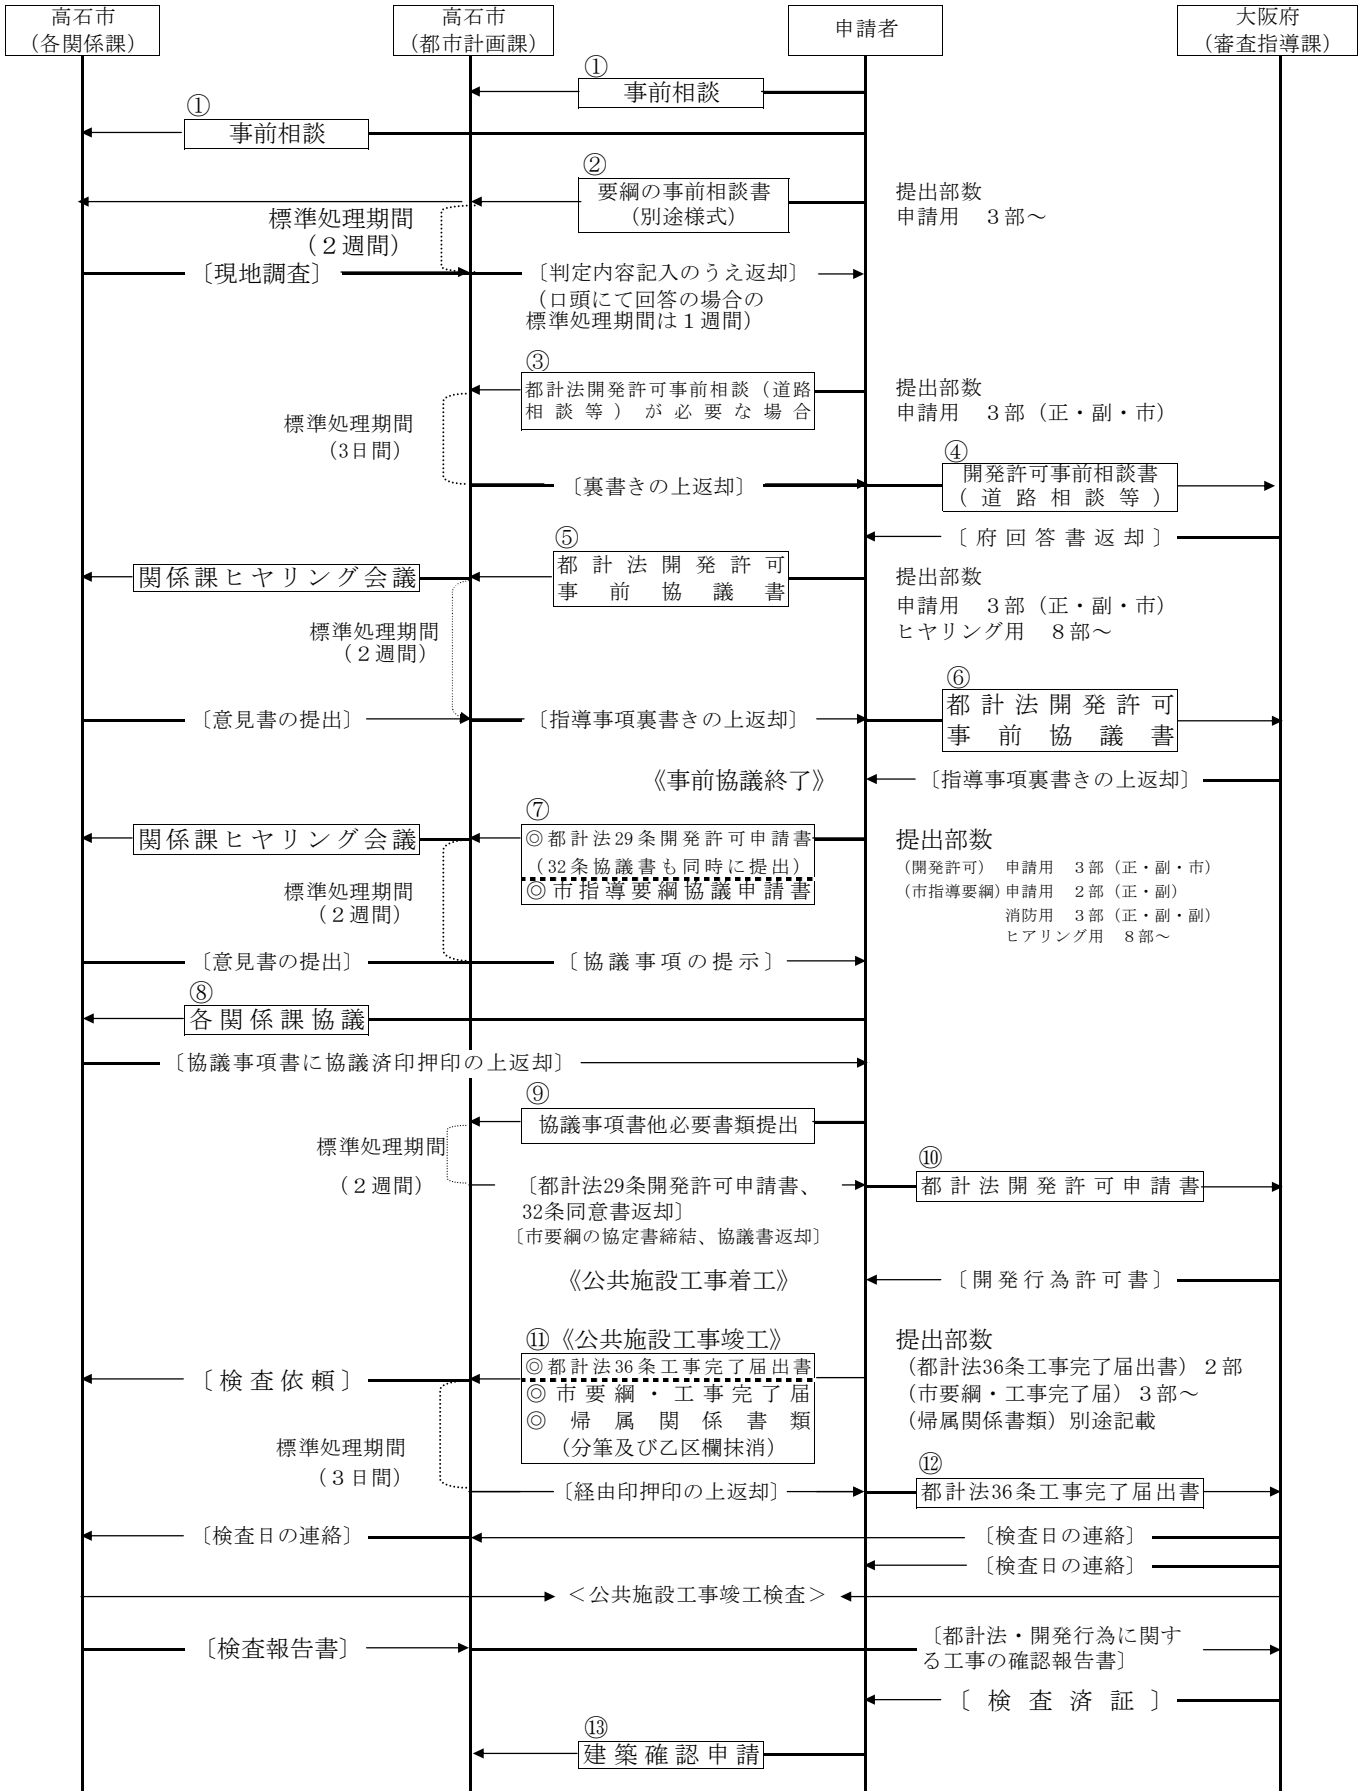 高石市
（各関係課）
高石市
（都市計画課）
申請者
大阪府
（審査指導課）
①
事前相談
①
事前相談
②
要綱の事前相談書
（別途様式）
提出部数
申請用　３部～
標準処理期間
（２週間）
〔現地調査〕
〔判定内容記入のうえ返却〕
（口頭にて回答の場合の
標準処理期間は１週間）
③
都計法開発許可事前相談（道路
相談等）が必要な場合
提出部数
申請用　３部（正・副・市）
標準処理期間
（3日間）
〔裏書きの上返却〕
④
開発許可事前相談書
（道路相談等）
〔府回答書返却〕
⑤
都計法開発許可
事前協議書
関係課ヒヤリング会議
提出部数
申請用　３部（正・副・市）
ヒヤリング用　８部～
標準処理期間
（２週間）
〔意見書の提出〕
〔指導事項裏書きの上返却〕
⑥
都計法開発許可
事前協議書
《事前協議終了》
〔指導事項裏書きの上返却〕
⑦
◎都計法29条開発許可申請書
（32条協議書も同時に提出）
◎市指導要綱協議申請書
関係課ヒヤリング会議
提出部数
（開発許可）　申請用　３部（正・副・市）
（市指導要綱）申請用　２部（正・副）
消防用　３部（正・副・副）
ヒアリング用　８部～
標準処理期間
（２週間）
〔意見書の提出〕
〔協議事項の提示〕
⑧
各関係課協議
〔協議事項書に協議済印押印の上返却〕
⑨
協議事項書他必要書類提出
標準処理期間
（２週間）
〔都計法29条開発許可申請書、
32条同意書返却〕
〔市要綱の協定書締結、協議書返却〕
⑩
都計法開発許可申請書
《公共施設工事着工》
〔開発行為許可書〕
⑪《公共施設工事竣工》
◎都計法36条工事完了届出書
◎市要綱・工事完了届
◎帰属関係書類
（分筆及び乙区欄抹消）
〔検査依頼〕
提出部数
（都計法36条工事完了届出書）２部
（市要綱・工事完了届）３部～
（帰属関係書類）別途記載
標準処理期間
（３日間）
〔経由印押印の上返却〕
⑫
都計法36条工事完了届出書
〔検査日の連絡〕
〔検査日の連絡〕
〔検査日の連絡〕
＜公共施設工事竣工検査＞
〔検査報告書〕
〔都計法・開発行為に関す
る工事の確認報告書〕
〔検査済証〕
⑬
建築確認申請